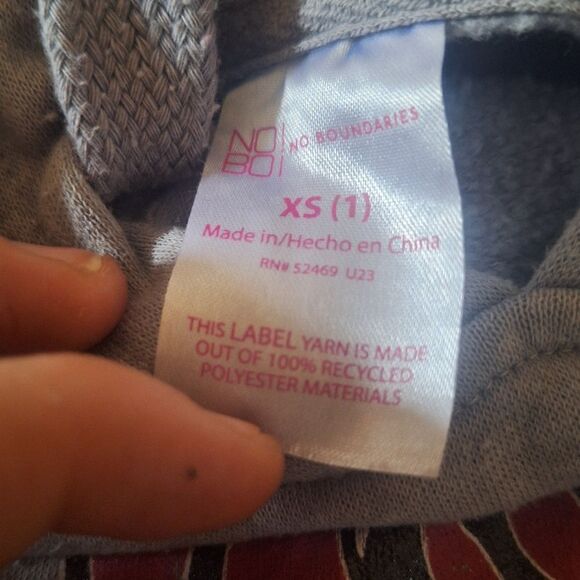 NO BO
NO BOUNDARIES
XS (1)
Made in/Hecho en China
RN# 52469 U23
THIS LABEL YARN IS MADE
OUT OF 100% RECYCLED
POLYESTER MATERIALS